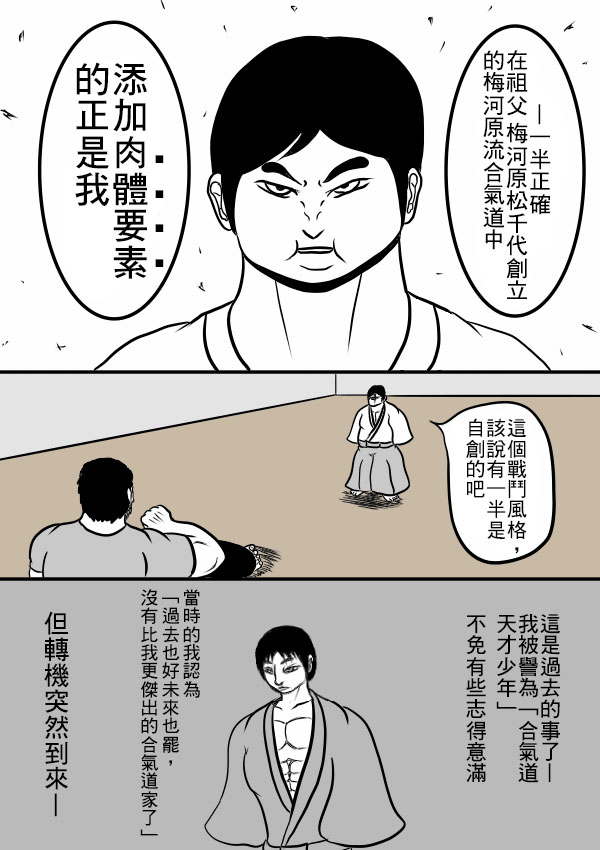 ——半正確
在祖父 梅河原松千代創立
的梅河原流合氣道中
添加肉體要素
的正是我
這個戰鬥風格，
該說有一半是
自創的吧
這是過去的事了—
我被譽為「合氣道
天才少年」
不免有些志得意滿
當時的我認為
「過去也好未來也罷，
沒有比我更傑出的合氣道家了」
但轉機突然到來—